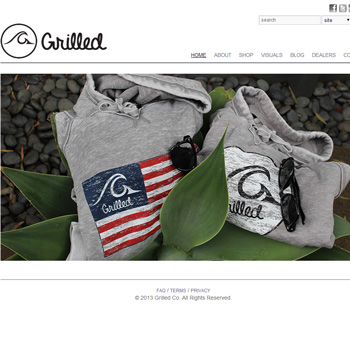 search site
Grilled
HOME ABOUT SHOP VISUALS BLOG DEALERS CO
Grilled
Grilled
FAQ / TERMS / PRIVACY
© 2013 Grilled Co. All Rights Reserved.